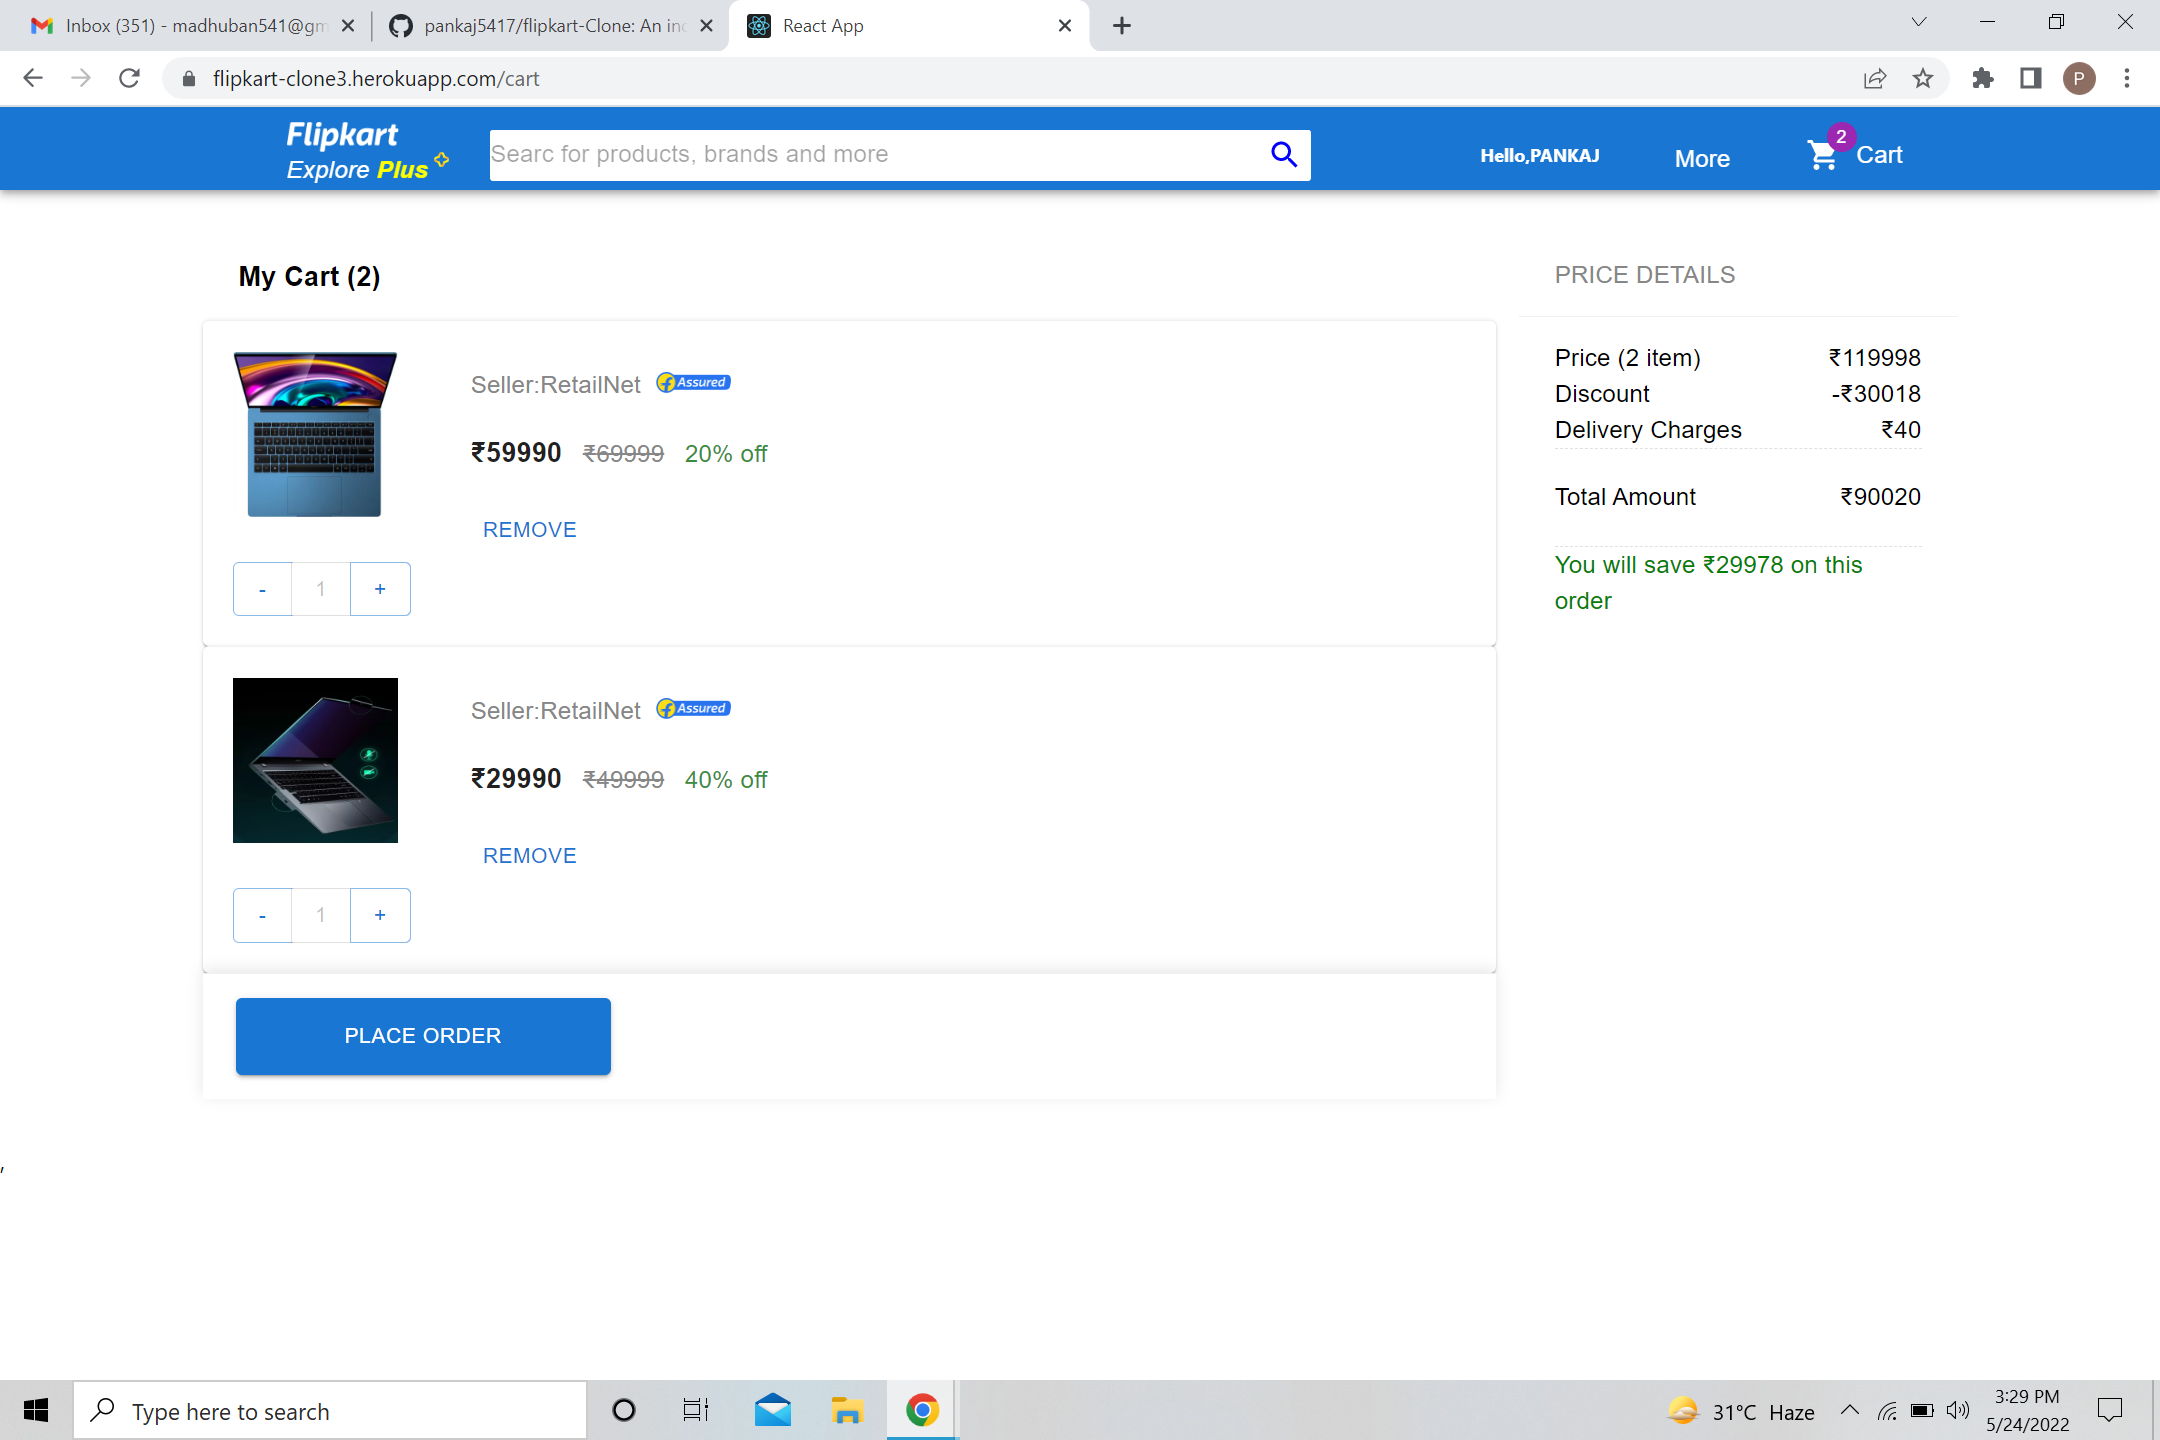 Inbox (351) - madhuban541@gm
pankaj5417/flipkart-Clone: An inc
React App
flipkart-clone3.herokuapp.com/cart
P
Flipkart
Explore Plus
Searc for products, brands and more
Hello,PANKAJ
More
2
Cart
My Cart (2)
Seller:RetailNet
Assured
₹59990 ₹69999 20% off
REMOVE
- 1 +
Seller:RetailNet
Assured
₹29990 ₹49999 40% off
REMOVE
- 1 +
PLACE ORDER
PRICE DETAILS
Price (2 item) ₹119998
Discount -₹30018
Delivery Charges ₹40
Total Amount ₹90020
You will save ₹29978 on this
order
,
Type here to search
31°C Haze
3:29 PM
5/24/2022